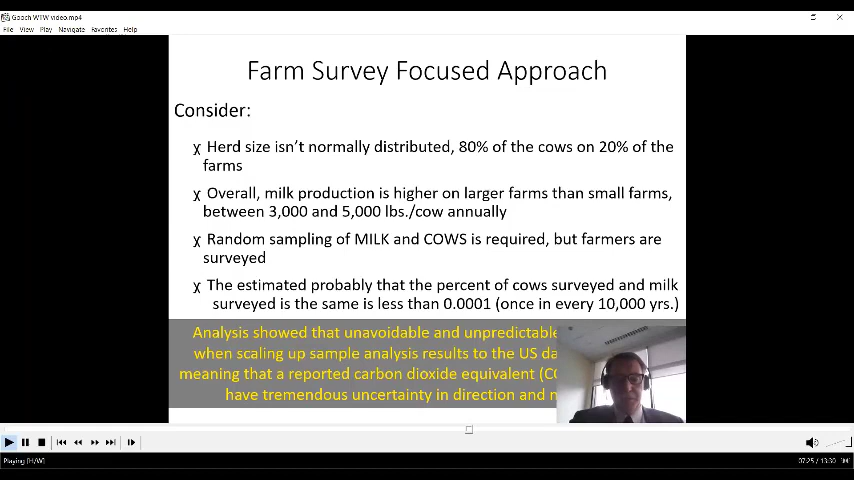 Gooch WTW video.mp4
File View Play Navigate Favorites Help
Farm Survey Focused Approach
Consider:
χ Herd size isn't normally distributed, 80% of the cows on 20% of the
farms
χ Overall, milk production is higher on larger farms than small farms,
between 3,000 and 5,000 lbs./cow annually
χ Random sampling of MILK and COWS is required, but farmers are
surveyed
χ The estimated probably that the percent of cows surveyed and milk
surveyed is the same is less than 0.0001 (once in every 10,000 yrs.)
Analysis showed that unavoidable and unpredictable
when scaling up sample analysis results to the US
meaning that a reported carbon dioxide equivalent
have tremendous uncertainty in direction and
Playing [H/W]
07:25 / 13:30